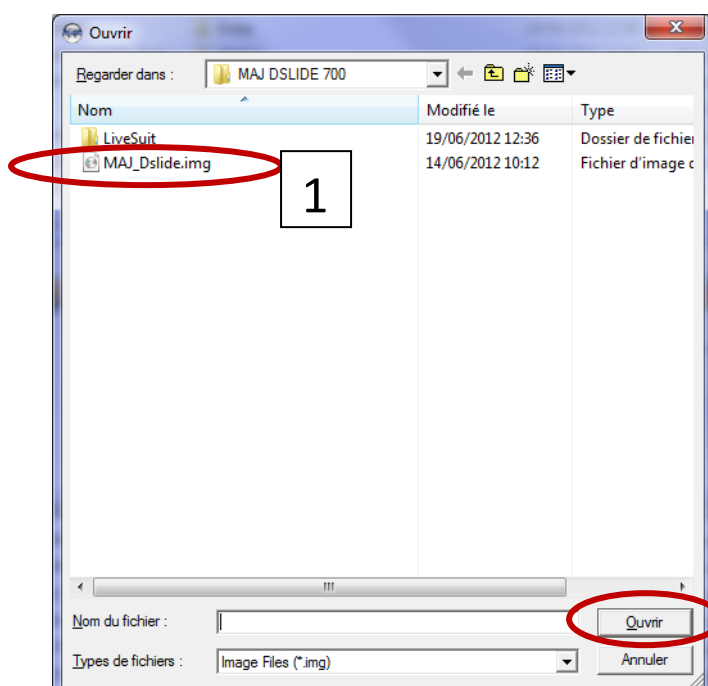 Ouvrir
x
Regarder dans :
MAJ DSLIDE 700
Nom
Modifié le
Type
LiveSuit
19/06/2012 12:36
Dossier de fichier
MAJ_Dslide.img
14/06/2012 10:12
Fichier d'image d
1
Nom du fichier :
Ouvrir
Types de fichiers :
Image Files (*.img)
Annuler